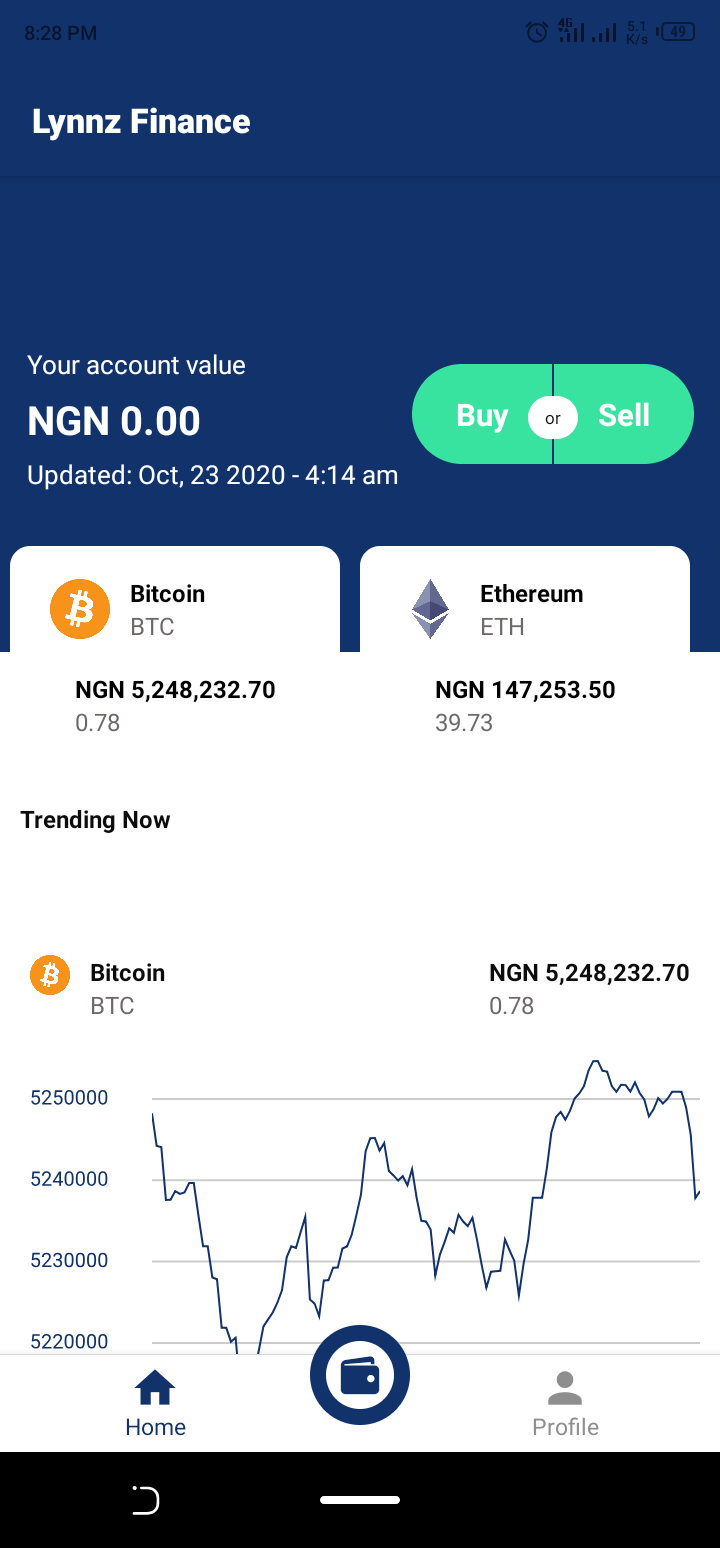 8:28 PM
4G
5.1
K/s
49
Lynnz Finance
Your account value
NGN 0.00
Updated: Oct, 23 2020 - 4:14 am
Buy or Sell
Bitcoin
BTC
NGN 5,248,232.70
0.78
Ethereum
ETH
NGN 147,253.50
39.73
Trending Now
Bitcoin
BTC
NGN 5,248,232.70
0.78
5250000
5240000
5230000
5220000
Home
Profile